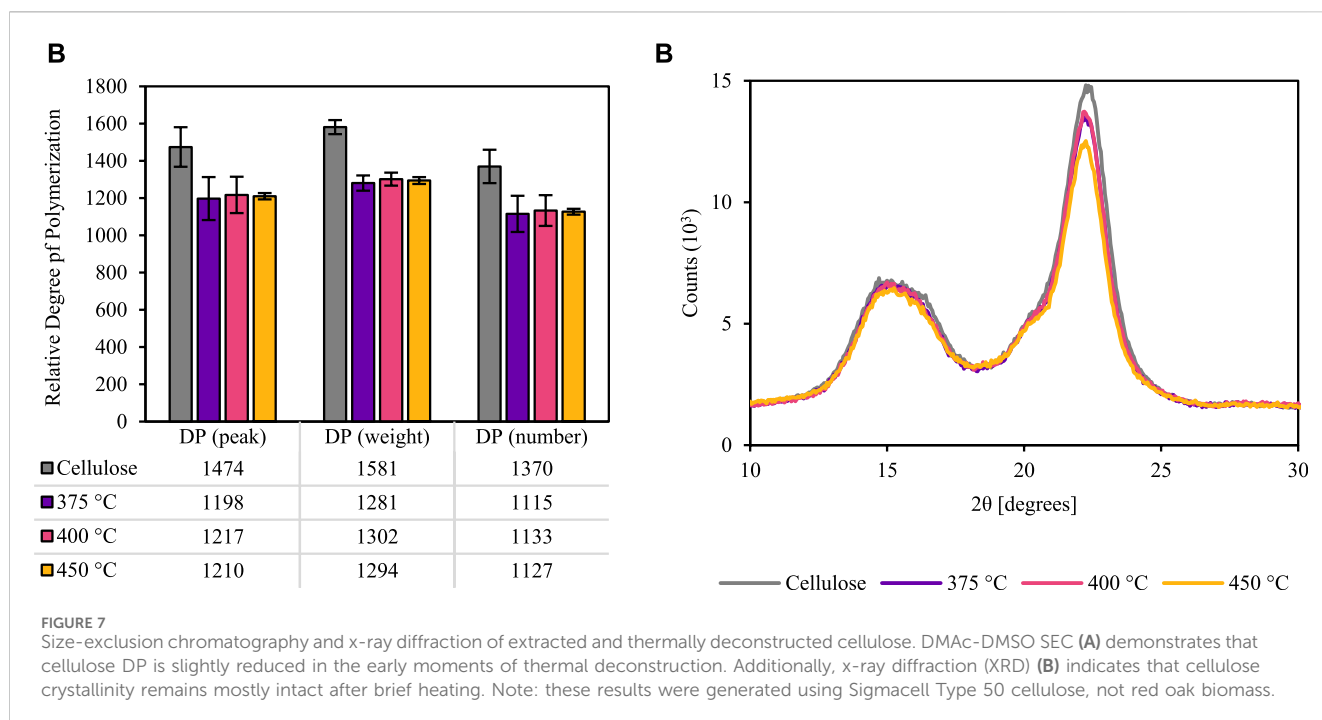 B
Relative Degree pf Polymerization
1800
1600
1400
1200
1000
800
600
400
200
0
DP (peak) DP (weight) DP (number)
Cellulose 1474 1581 1370
375 °C 1198 1281 1115
400 °C 1217 1302 1133
450 °C 1210 1294 1127
B
Counts (10³)
15
10
5
0
10 15 20 25 30
2θ [degrees]
Cellulose 375 °C 400 °C 450 °C
FIGURE 7
Size-exclusion chromatography and x-ray diffraction of extracted and thermally deconstructed cellulose. DMAc-DMSO SEC (A) demonstrates that
cellulose DP is slightly reduced in the early moments of thermal deconstruction. Additionally, x-ray diffraction (XRD) (B) indicates that cellulose
crystallinity remains mostly intact after brief heating. Note: these results were generated using Sigmacell Type 50 cellulose, not red oak biomass.